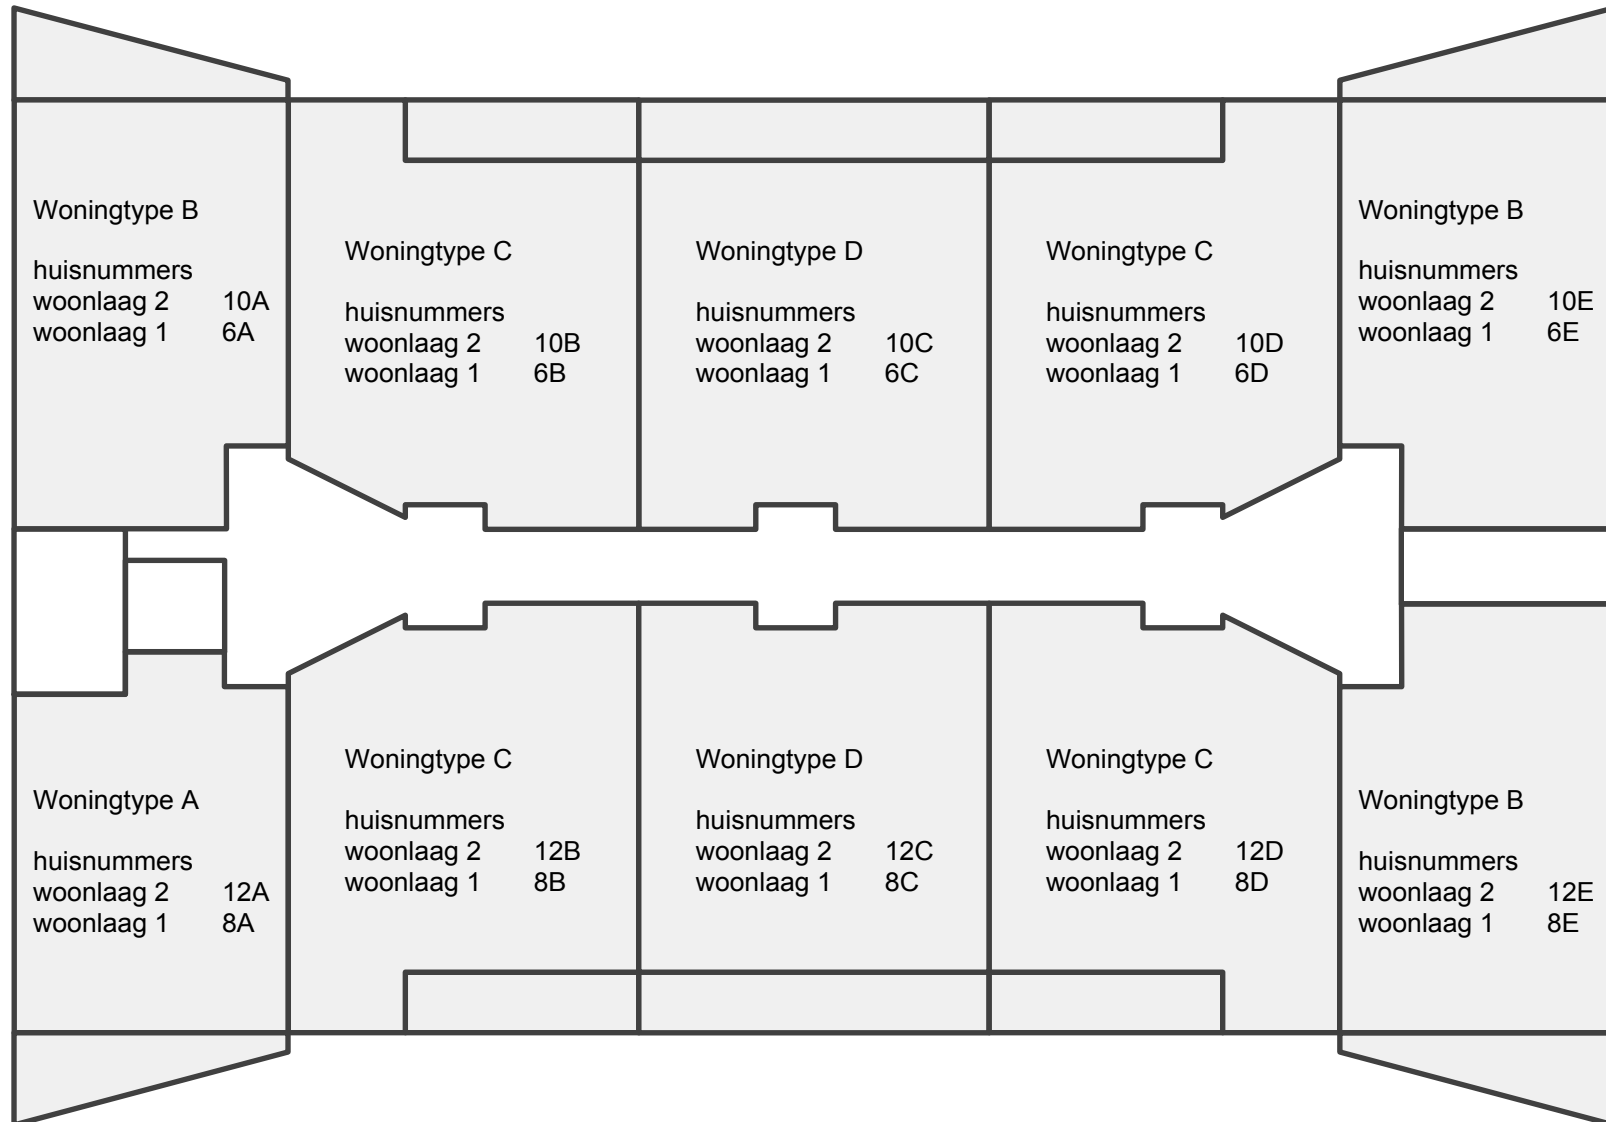 Woningtype B
huisnummers
woonlaag 2 10A
woonlaag 1 6A
Woningtype C
huisnummers
woonlaag 2 10B
woonlaag 1 6B
Woningtype D
huisnummers
woonlaag 2 10C
woonlaag 1 6C
Woningtype C
huisnummers
woonlaag 2 10D
woonlaag 1 6D
Woningtype B
huisnummers
woonlaag 2 10E
woonlaag 1 6E
Woningtype A
huisnummers
woonlaag 2 12A
woonlaag 1 8A
Woningtype C
huisnummers
woonlaag 2 12B
woonlaag 1 8B
Woningtype D
huisnummers
woonlaag 2 12C
woonlaag 1 8C
Woningtype C
huisnummers
woonlaag 2 12D
woonlaag 1 8D
Woningtype B
huisnummers
woonlaag 2 12E
woonlaag 1 8E